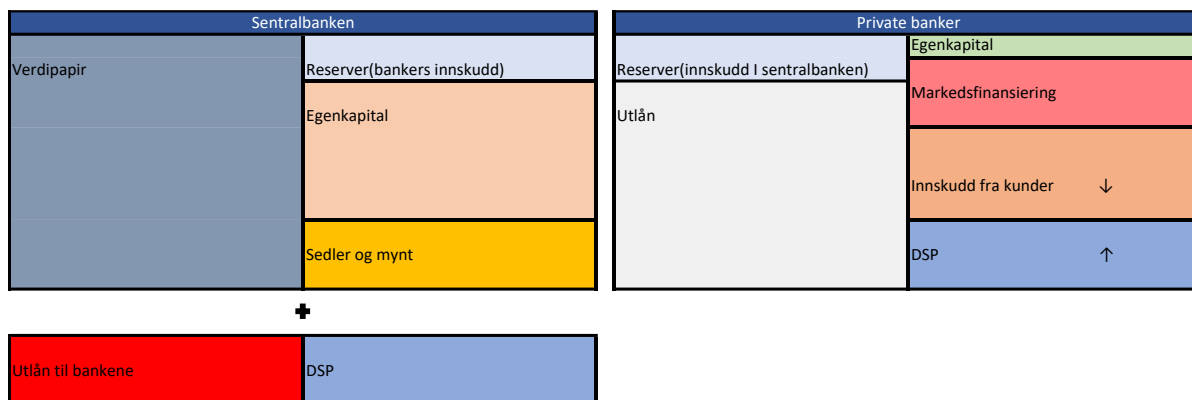 Sentralbanken
Verdipapir
Reserver(bankers innskudd)
Egenkapital
Sedler og mynt
Utlån til bankene
DSP
Private banker
Reserver(innskudd I sentralbanken)
Utlån
Egenkapital
Markedsfinansiering
Innskudd fra kunder ↓
DSP ↑